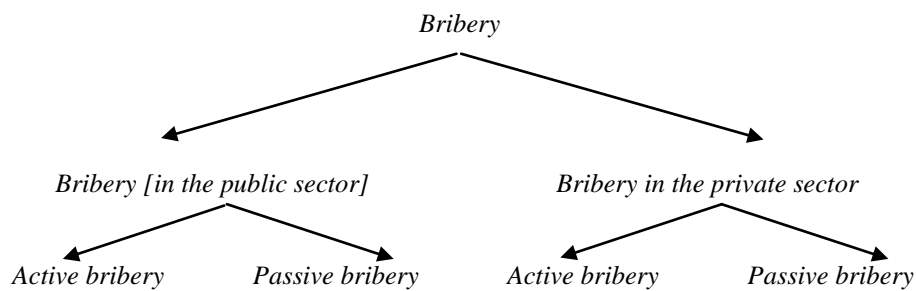 Bribery
Bribery [in the public sector] Bribery in the private sector
Active bribery Passive bribery Active bribery Passive bribery